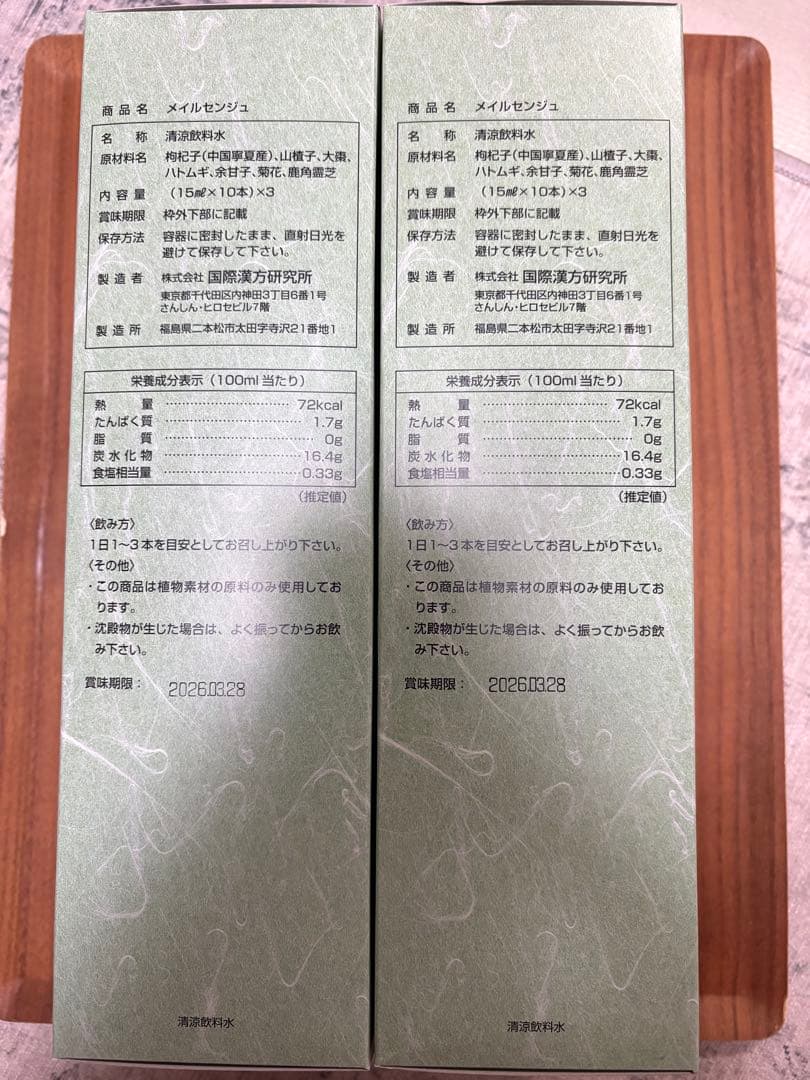 商品名 メイルセンジュ
名称 清涼飲料水
原材料名 枸杞子(中国寧夏産)、山楂子、大棗、
ハトムギ、余甘子、菊花、鹿角霊芝
内容量 (15㎖×10本)×3
賞味期限 枠外下部に記載
保存方法 容器に密封したまま、直射日光を
避けて保存して下さい。
製造者 株式会社 国際漢方研究所
東京都千代田区内神田3丁目6番1号
さんしん・ヒロセビル7階
製造所 福島県二本松市太田字寺沢21番地1
栄養成分表示(100ml当たり)
熱量 72kcal
たんぱく質 1.7g
脂質 0g
炭水化物 16.4g
食塩相当量 0.33g
(推定値)
〈飲み方〉
1日1〜3本を目安としてお召し上がり下さい。
〈その他〉
・この商品は植物素材の原料のみ使用してお
ります。
・沈殿物が生じた場合は、よく振ってからお飲
み下さい。
賞味期限: 2026.03.28
清涼飲料水
商品名 メイルセンジュ
名称 清涼飲料水
原材料名 枸杞子(中国寧夏産)、山楂子、大棗、
ハトムギ、余甘子、菊花、鹿角霊芝
内容量 (15㎖×10本)×3
賞味期限 枠外下部に記載
保存方法 容器に密封したまま、直射日光を
避けて保存して下さい。
製造者 株式会社 国際漢方研究所
東京都千代田区内神田3丁目6番1号
さんしん・ヒロセビル7階
製造所 福島県二本松市太田字寺沢21番地1
栄養成分表示(100ml当たり)
熱量 72kcal
たんぱく質 1.7g
脂質 0g
炭水化物 16.4g
食塩相当量 0.33g
(推定値)
〈飲み方〉
1日1〜3本を目安としてお召し上がり下さい。
〈その他〉
・この商品は植物素材の原料のみ使用してお
ります。
・沈殿物が生じた場合は、よく振ってからお飲
み下さい。
賞味期限: 2026.03.28
清涼飲料水